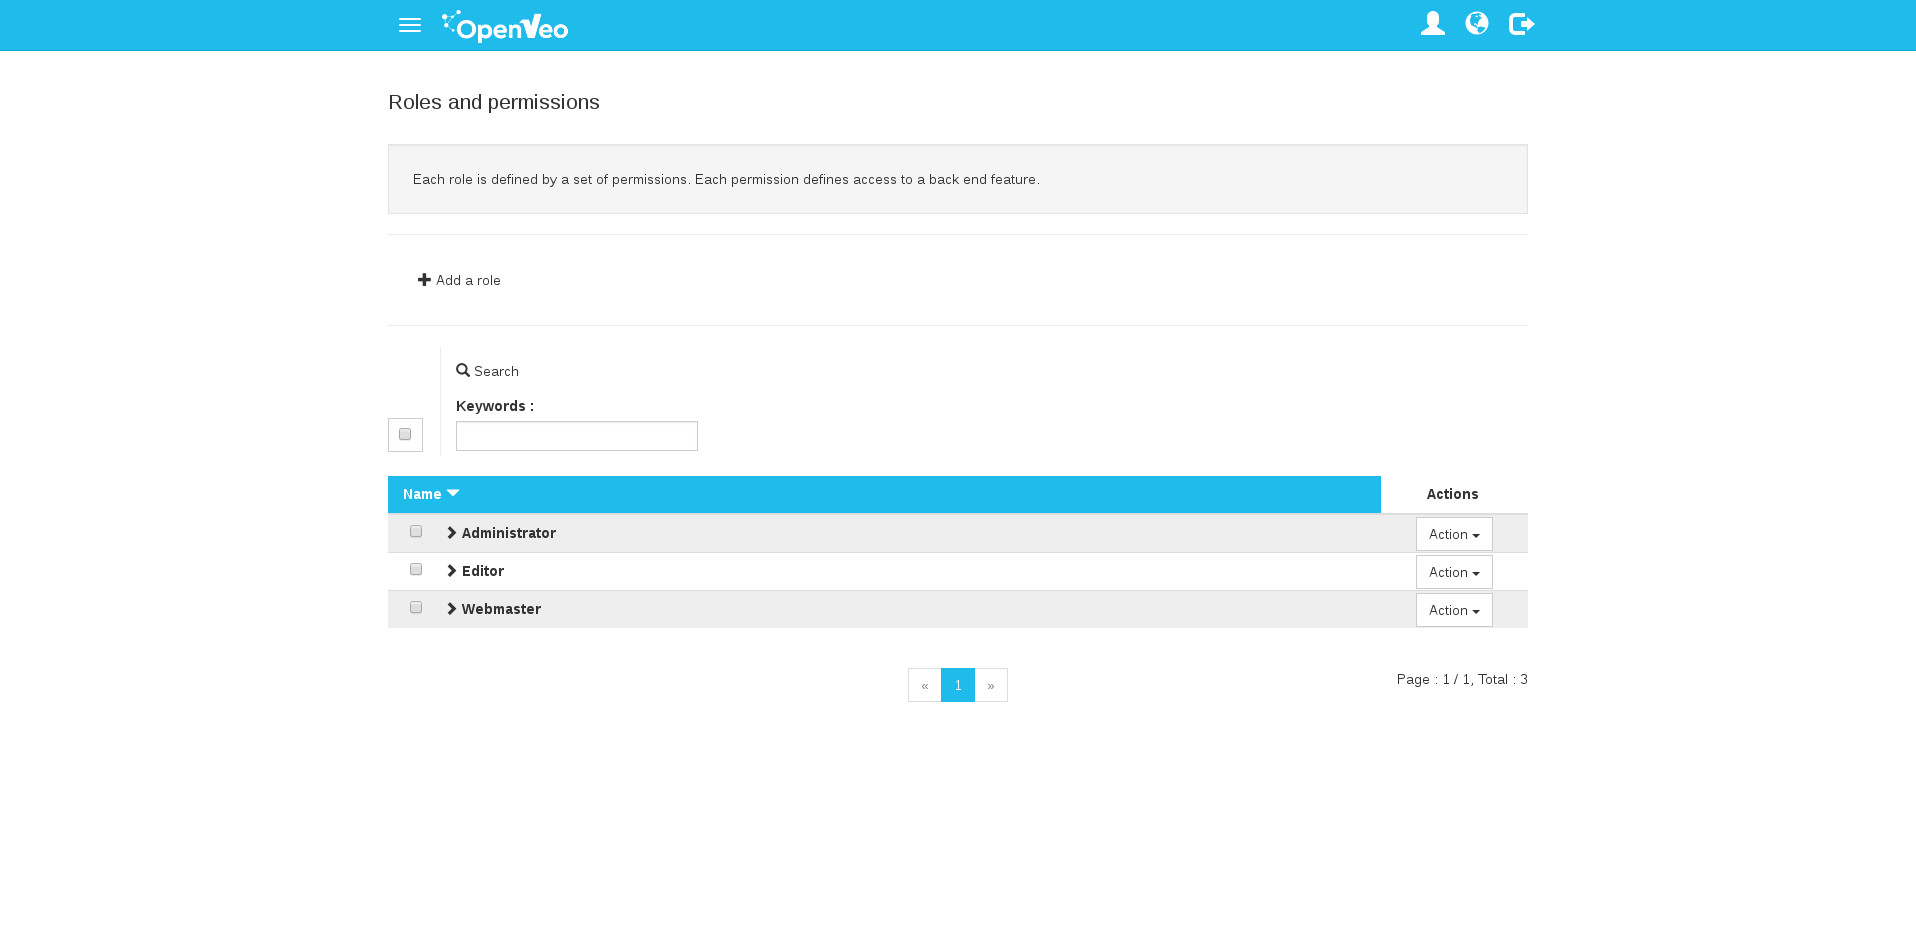 OpenVeo
Roles and permissions
Each role is defined by a set of permissions. Each permission defines access to a back end feature.
Add a role
Search
Keywords :
Name Actions
Administrator Action
Editor Action
Webmaster Action
« 1 » Page : 1 / 1, Total : 3